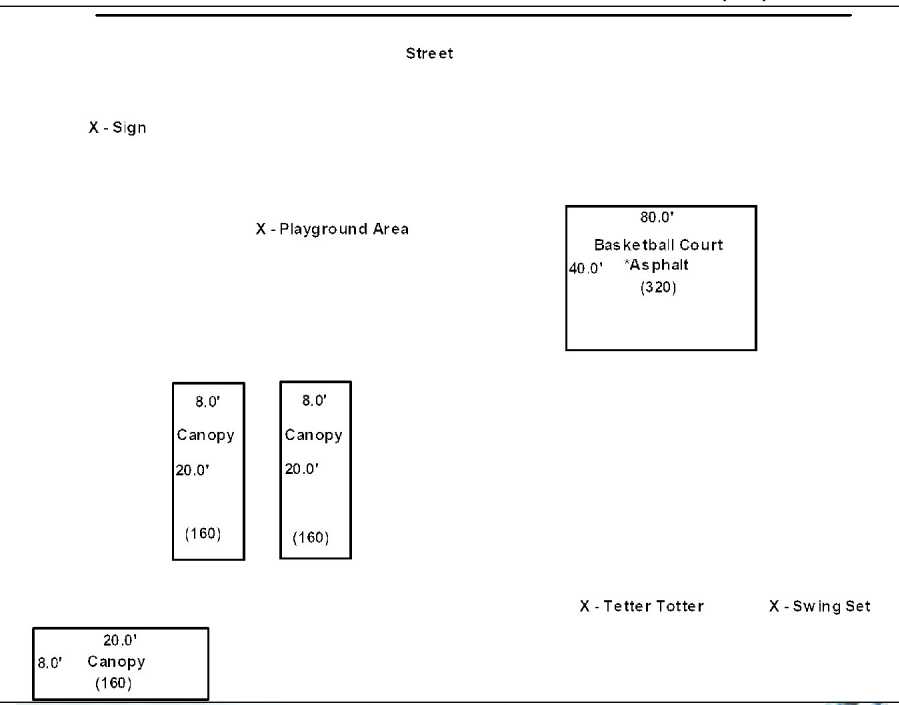 Street
X - Sign
X - Playground Area
80.0'
Basketball Court
40.0' *Asphalt
(320)
8.0'
Canopy
20.0'
(160)
8.0'
Canopy
20.0'
(160)
X - Tetter Totter
X - Swing Set
20.0'
8.0' Canopy
(160)